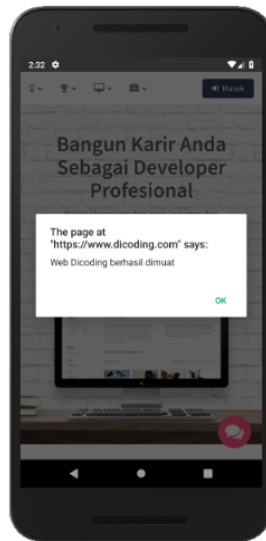 2:32
Masuk
Bangun Karir Anda
Sebagai Developer
Profesional
The page at
"https://www.dicoding.com" says:
Web Dicoding berhasil dimuat
OK